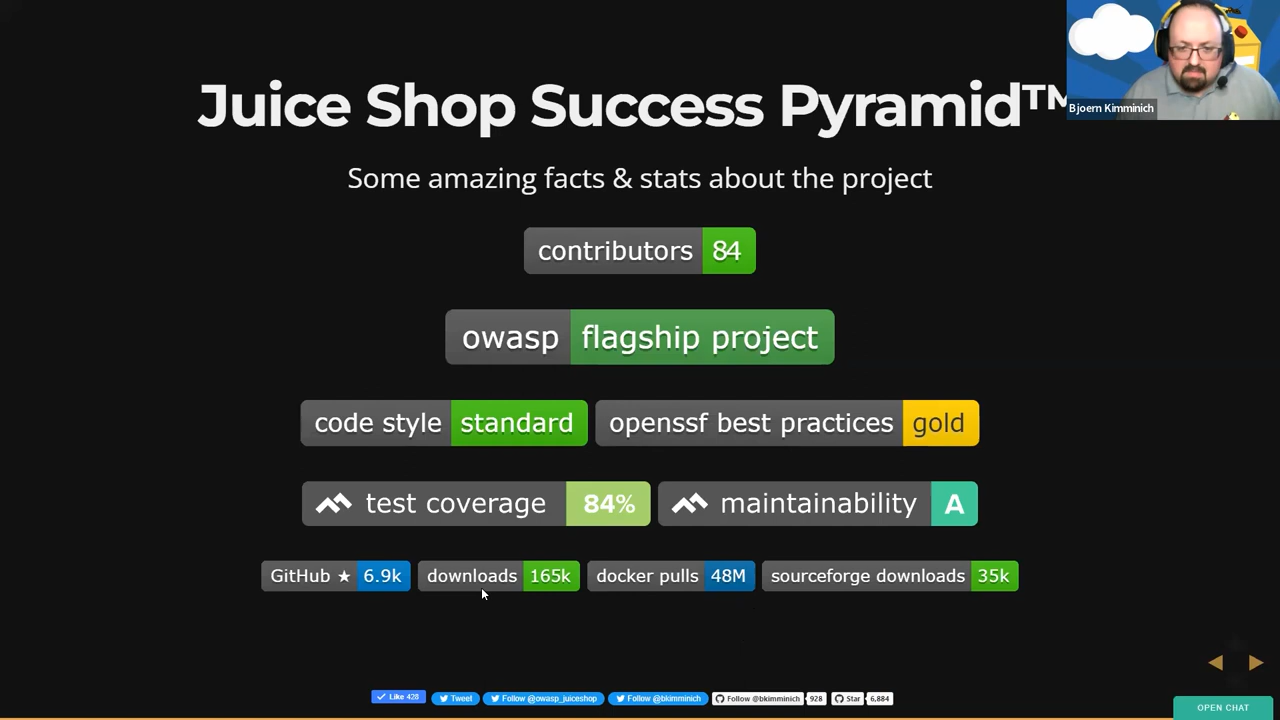 Juice Shop Success Pyramid™
Bjoern Kimminich
Some amazing facts & stats about the project
contributors 84
owasp flagship project
code style standard openssf best practices gold
test coverage 84% maintainability A
GitHub ★ 6.9k downloads 165k docker pulls 48M sourceforge downloads 35k
Like 428 Tweet Follow @owasp_juiceshop Follow @bkimminich Follow @bkimminich 928 Star 6,884
OPEN CHAT